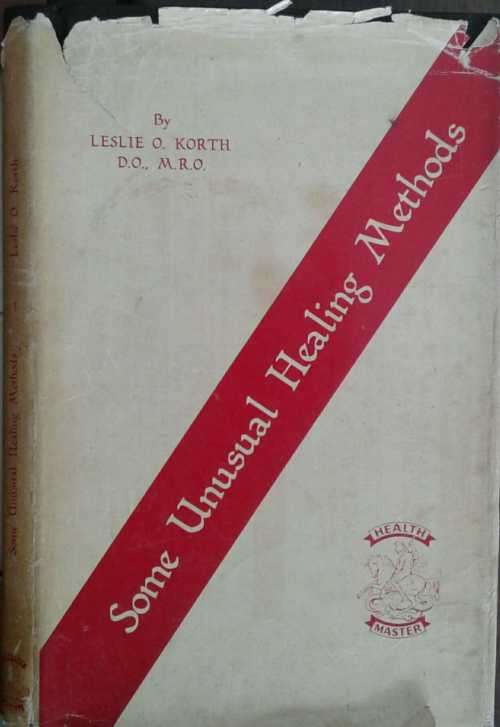 By
LESLIE O. KORTH
D.O., M.R.O.
Some Unusual Healing Methods
HEALTH
MASTER
Some Unusual Healing Methods - Leslie O Korth